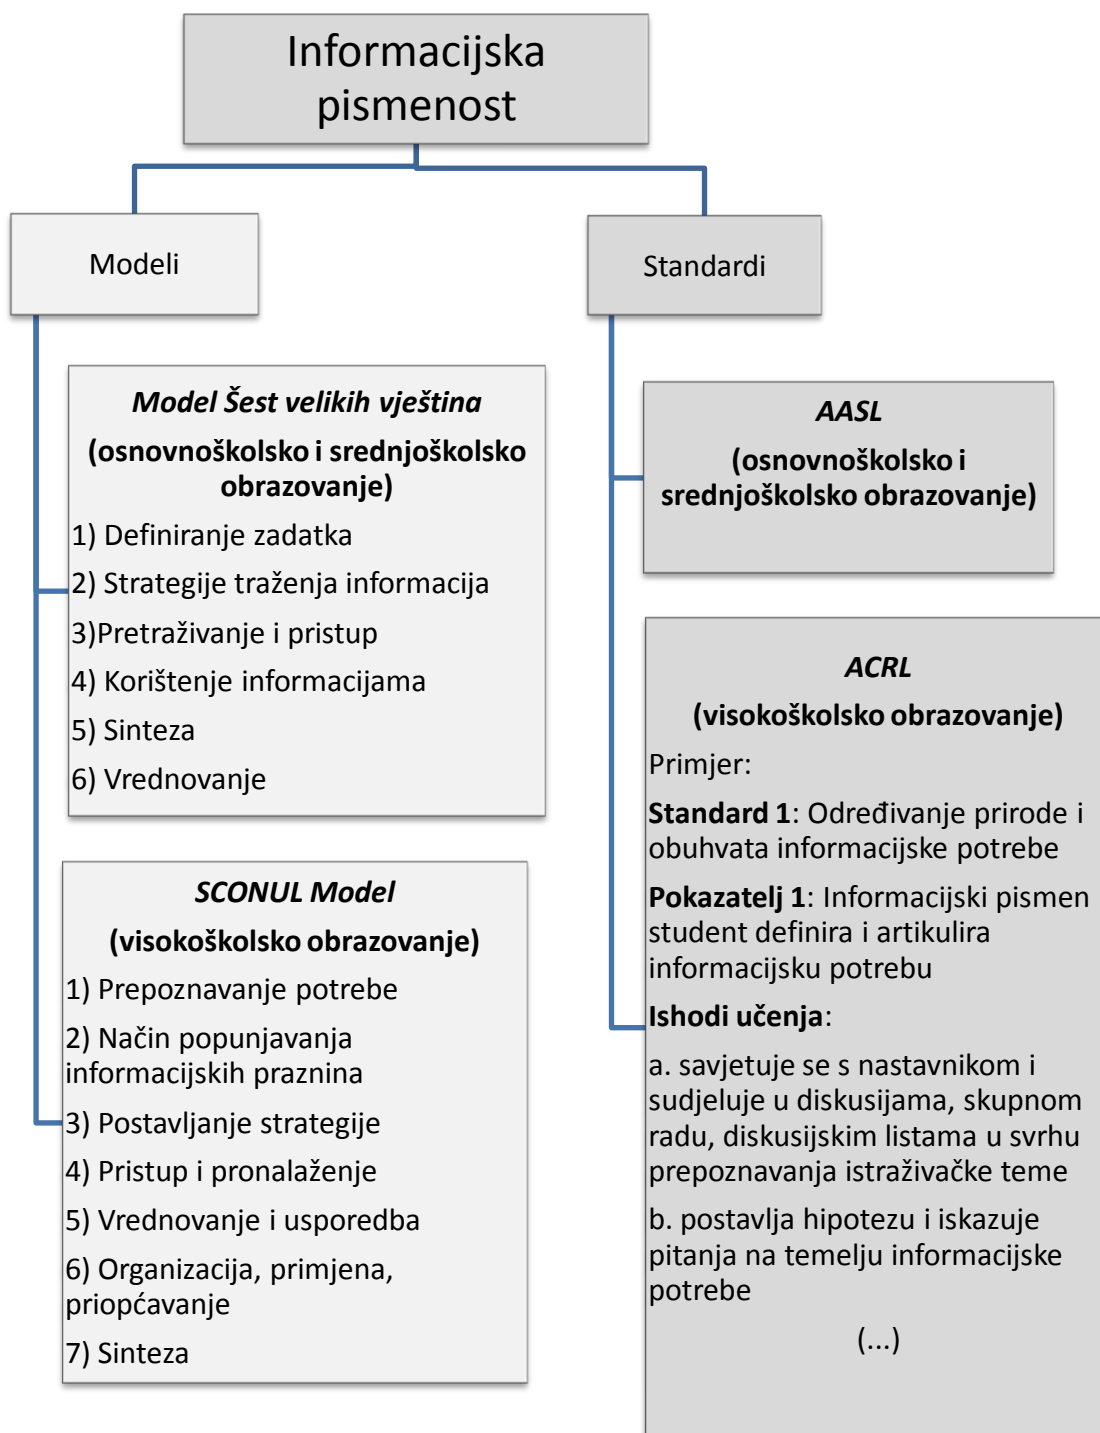 Informacijska
pismenost
Modeli
Standardi
Model Šest velikih vještina
(osnovnoškolsko i srednjoškolsko
obrazovanje)
1) Definiranje zadatka
2) Strategije traženja informacija
3)Pretraživanje i pristup
4) Korištenje informacijama
5) Sinteza
6) Vrednovanje
SCONUL Model
(visokoškolsko obrazovanje)
1) Prepoznavanje potrebe
2) Način popunjavanja
informacijskih praznina
3) Postavljanje strategije
4) Pristup i pronalaženje
5) Vrednovanje i usporedba
6) Organizacija, primjena,
priopćavanje
7) Sinteza
AASL
(osnovnoškolsko i
srednjoškolsko obrazovanje)
ACRL
(visokoškolsko obrazovanje)
Primjer:
Standard 1: Određivanje prirode i
obuhvata informacijske potrebe
Pokazatelj 1: Informacijski pismen
student definira i artikulira
informacijsku potrebu
Ishodi učenja:
a. savjetuje se s nastavnikom i
sudjeluje u diskusijama, skupnom
radu, diskusijskim listama u svrhu
prepoznavanja istraživačke teme
b. postavlja hipotezu i iskazuje
pitanja na temelju informacijske
potrebe
(...)